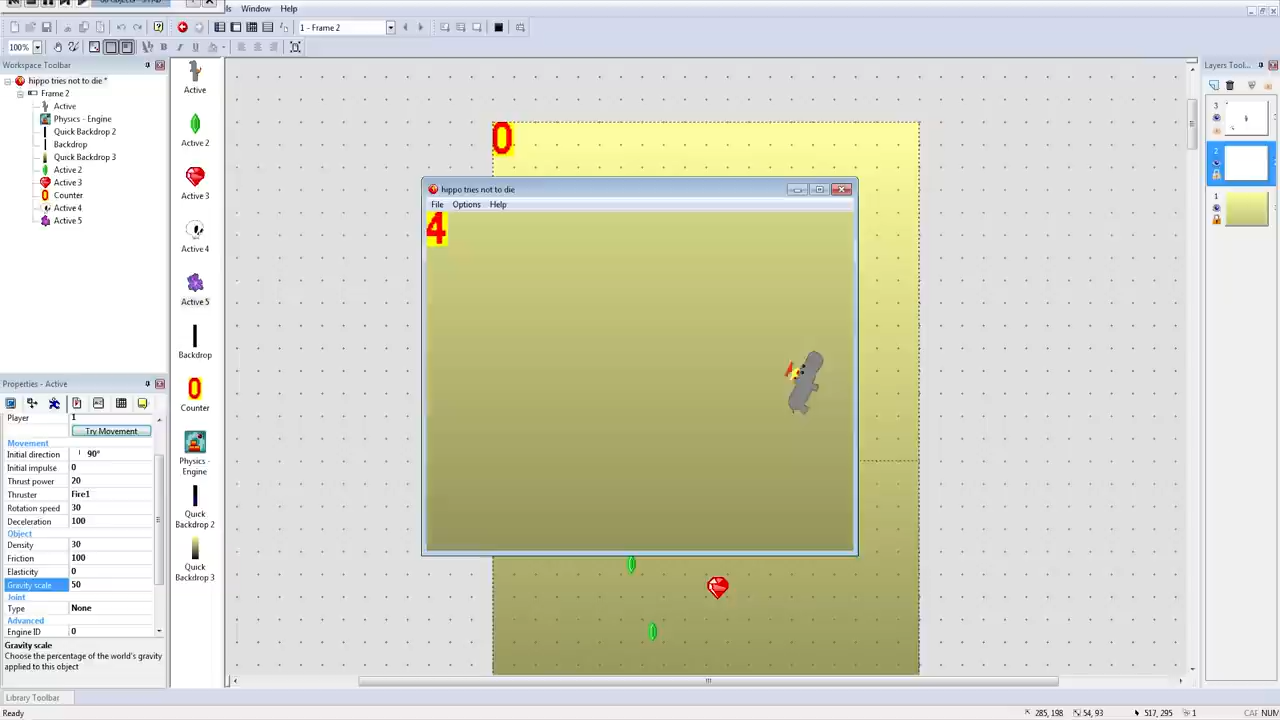 Window Help
1 - Frame 2
100%
Workspace Toolbar
hippo tries not to die *
Frame 2
Active
Physics - Engine
Quick Backdrop 2
Backdrop
Quick Backdrop 3
Active 2
Active 3
Counter
Active 4
Active 5
Properties - Active
Player 1
Try Movement
Movement
Initial direction 90°
Initial impulse 0
Thrust power 20
Thruster Fire1
Rotation speed 30
Deceleration 100
Object
Density 30
Friction 100
Elasticity 0
Gravity scale 50
Joint
Type None
Advanced
Engine ID 0
Gravity scale
Choose the percentage of the world's gravity
applied to this object
Library Toolbar
Ready
Active
Active 2
Active 3
Active 4
Active 5
Backdrop
0
Counter
Physics -
Engine
Quick
Backdrop 2
Quick
Backdrop 3
0
hippo tries not to die
File Options Help
4
Layers Tool...
3
2
1
285, 198
54, 93
517, 295
1
CAF NUM